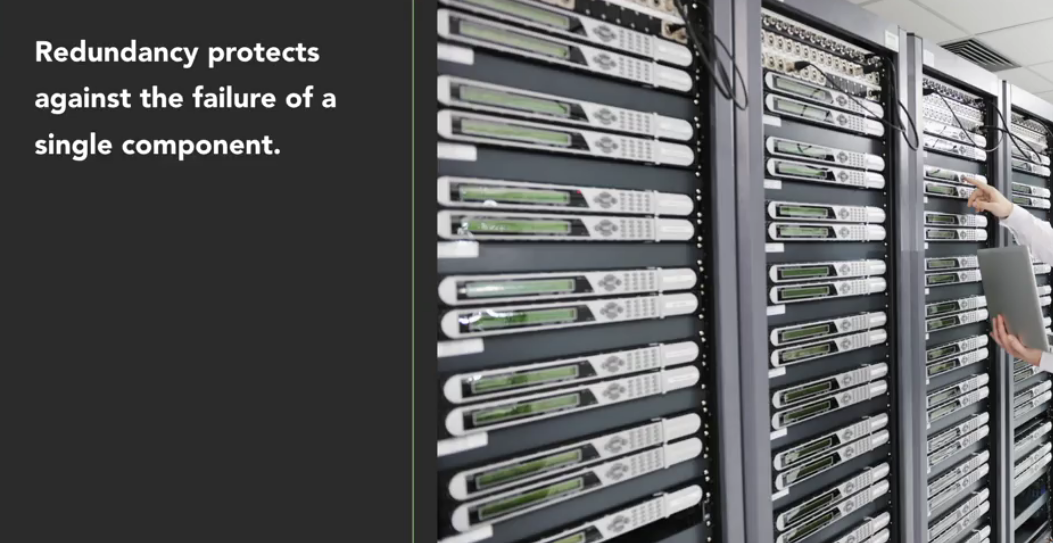 Redundancy protects
against the failure of a
single component.